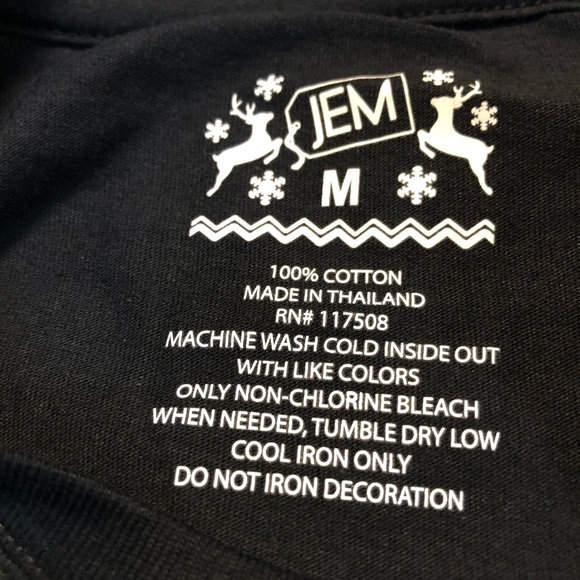 JEM
M
100% COTTON
MADE IN THAILAND
RN# 117508
MACHINE WASH COLD INSIDE OUT
WITH LIKE COLORS
ONLY NON-CHLORINE BLEACH
WHEN NEEDED, TUMBLE DRY LOW
COOL IRON ONLY
DO NOT IRON DECORATION